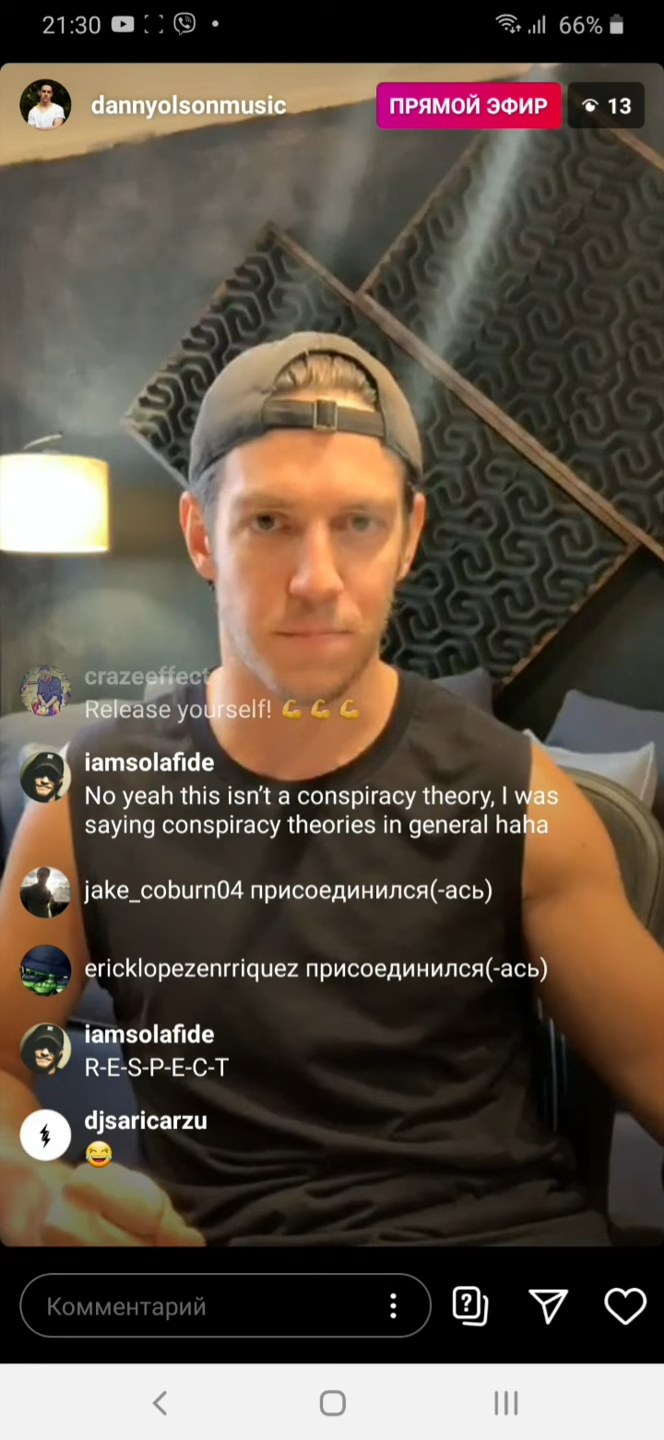 21:30
66%
dannyolsonmusic
ПРЯМОЙ ЭФИР
13
crazeeffect
Release yourself! 💪 💪 💪
iamsolafide
No yeah this isn't a conspiracy theory, I was
saying conspiracy theories in general haha
jake_coburn04 присоединился(-ась)
ericklopezenrriquez присоединился(-ась)
iamsolafide
R-E-S-P-E-C-T
djsaricarzu
😂
Комментарий